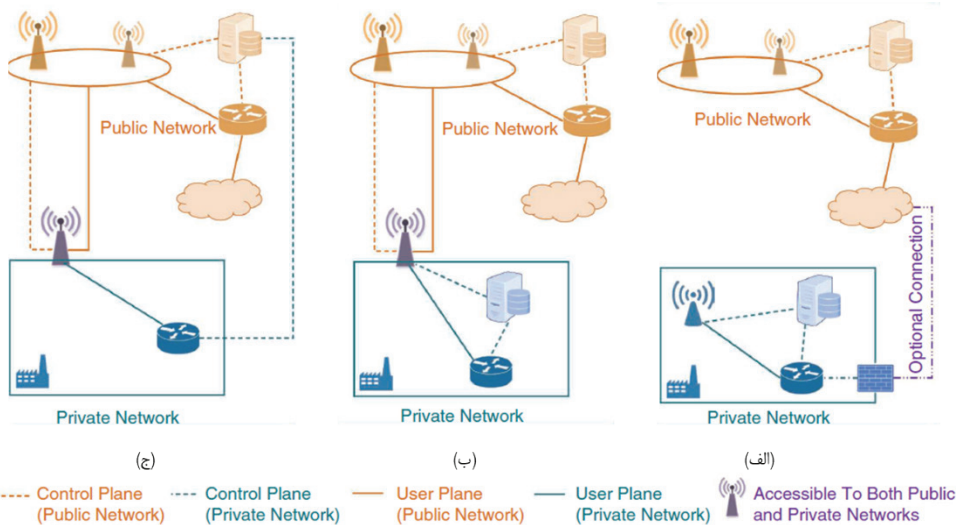 Public Network
Public Network
Public Network
Optional Connection
Private Network
Private Network
Private Network
(ج)
(ب)
(الف)
Control Plane
(Public Network)
Control Plane
(Private Network)
User Plane
(Public Network)
User Plane
(Private Network)
Accessible To Both Public
and Private Networks